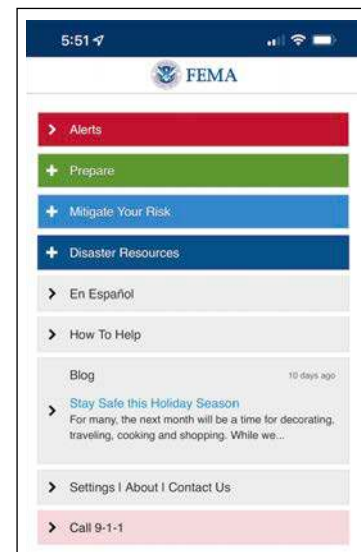 5:51
FEMA
Alerts
Prepare
Mitigate Your Risk
Disaster Resources
En Español
How To Help
Blog 10 days ago
Stay Safe this Holiday Season
For many, the next month will be a time for decorating,
traveling, cooking and shopping. While we...
Settings | About | Contact Us
Call 9-1-1